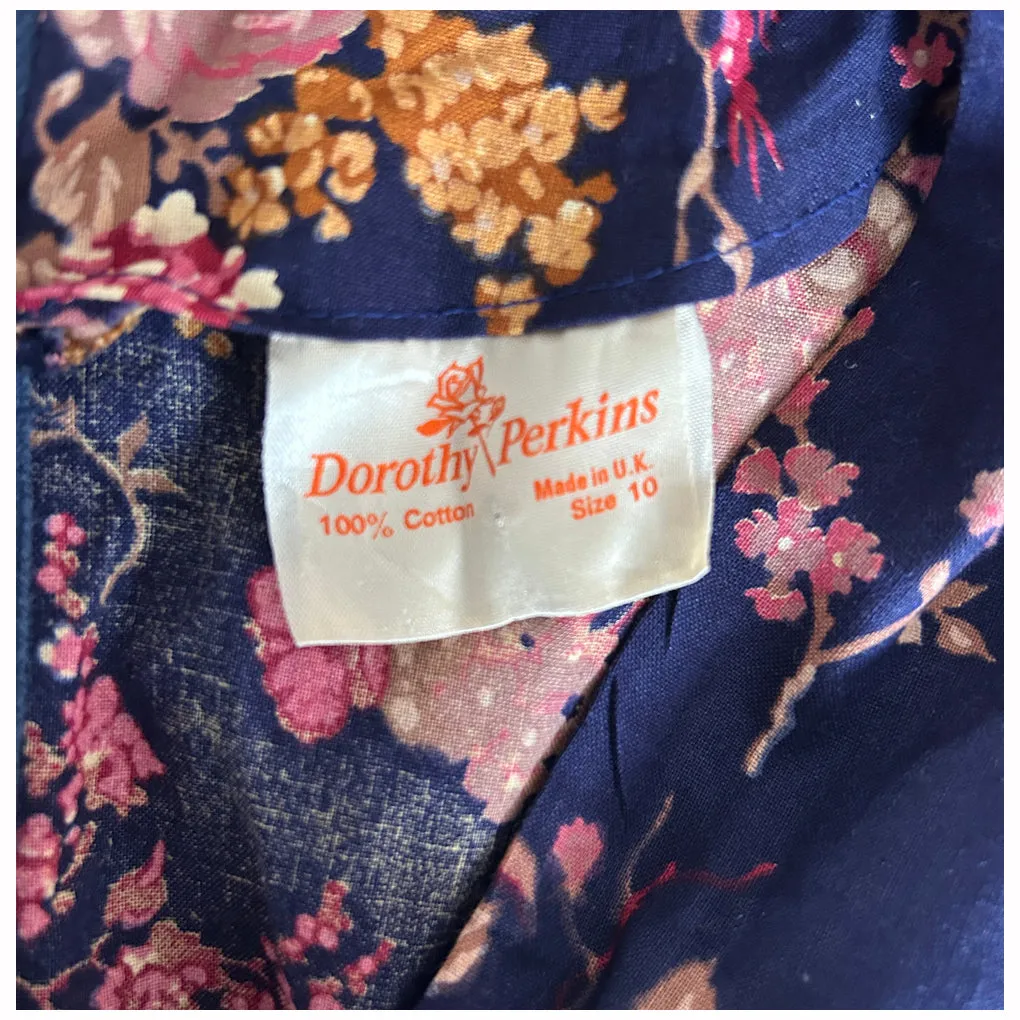 Dorothy Perkins
100% Cotton
Made in U.K.
Size 10